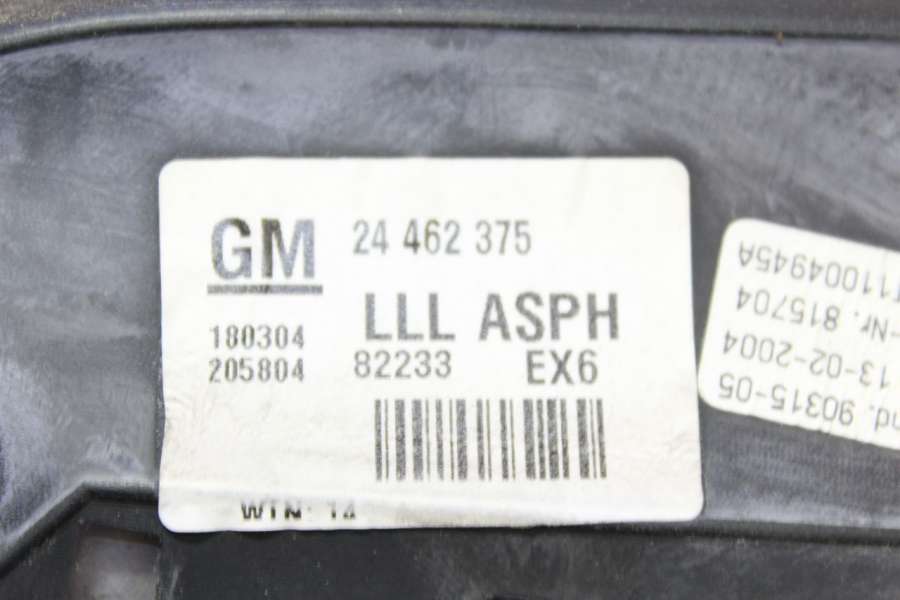 GM 24 462 375
LLL ASPH
180304
205804 82233 EX6
WIN 14
nd. 90315-05
13-02-2004
-Nr. 815704
T110004945A